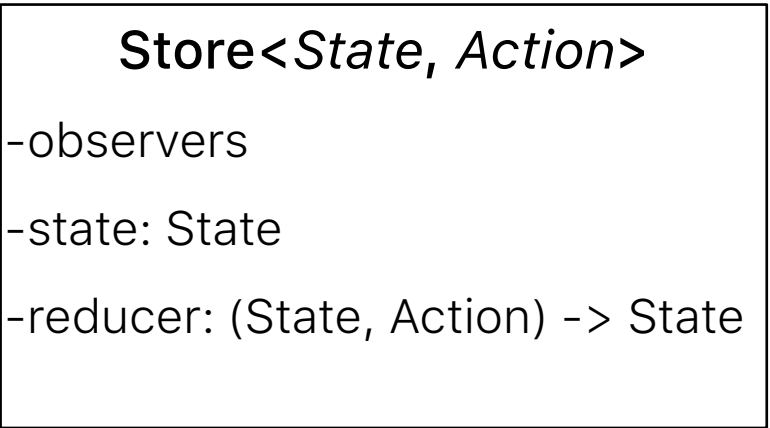 Store<State, Action>
-observers
-state: State
-reducer: (State, Action) -> State